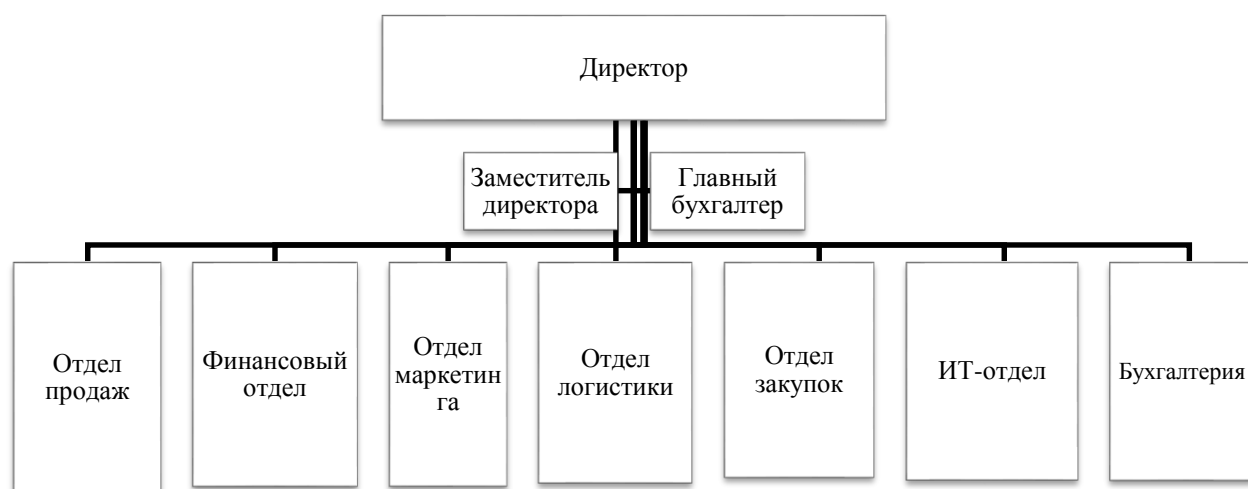 Директор
Заместитель
директора
Главный
бухгалтер
Отдел
продаж
Финансовый
отдел
Отдел
маркетин
га
Отдел
логистики
Отдел
закупок
ИТ-отдел
Бухгалтерия